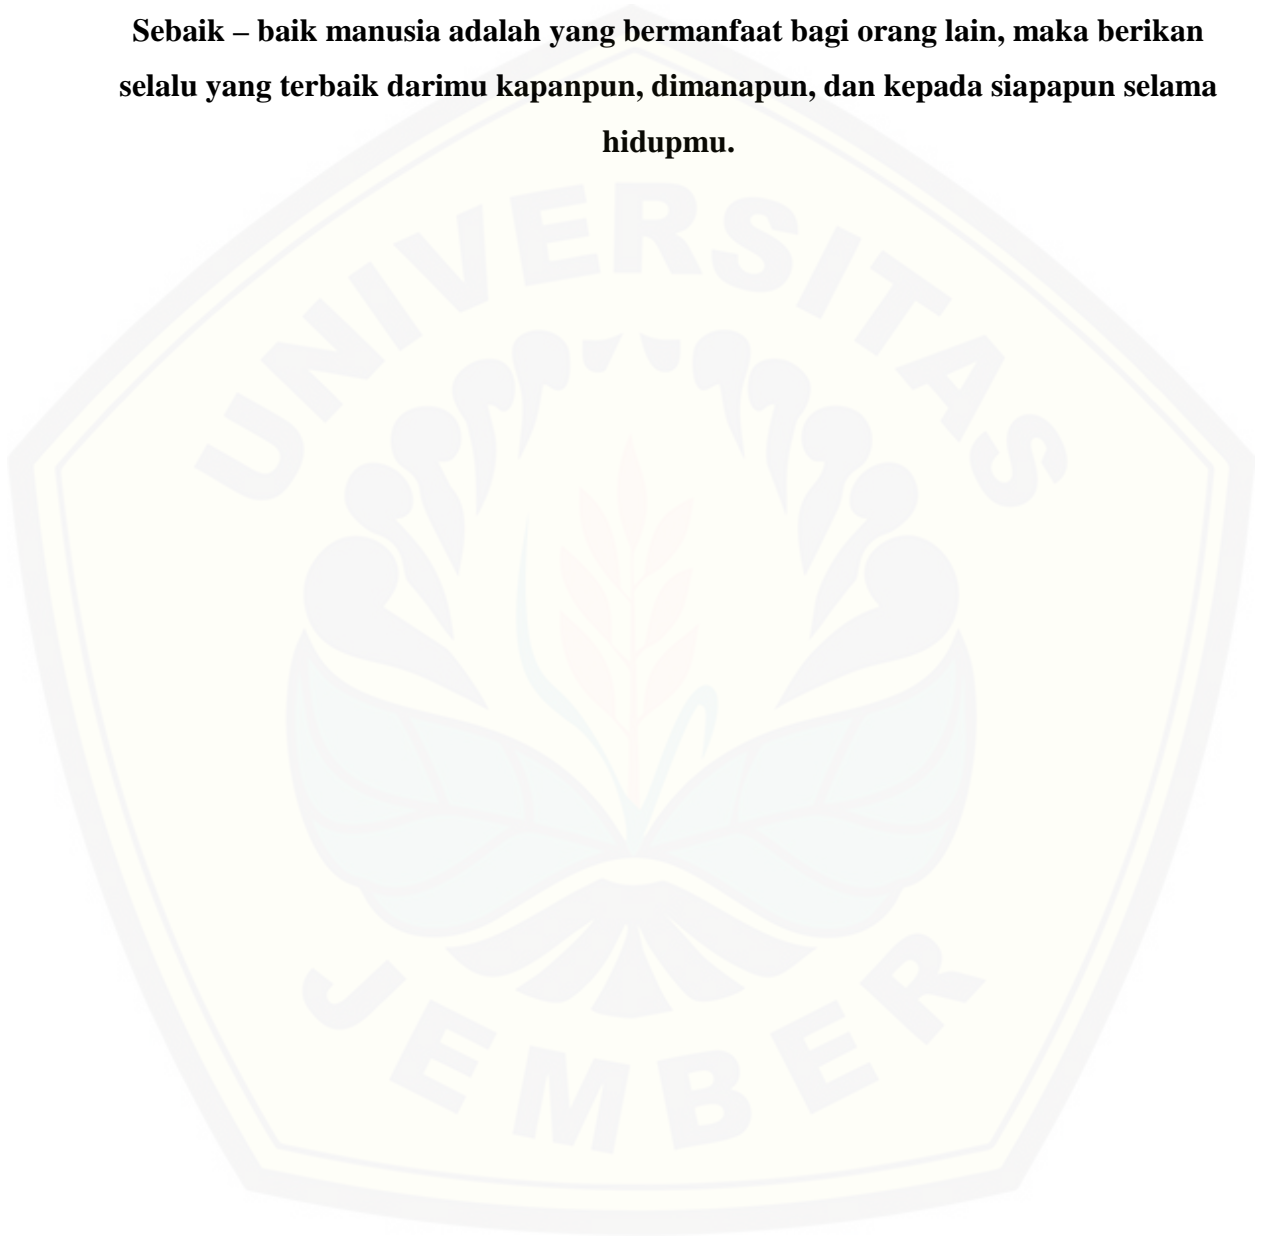 Sebaik – baik manusia adalah yang bermanfaat bagi orang lain, maka berikan
selalu yang terbaik darimu kapanpun, dimanapun, dan kepada siapapun selama
hidupmu.
UNIVERSITAS
JEMBER